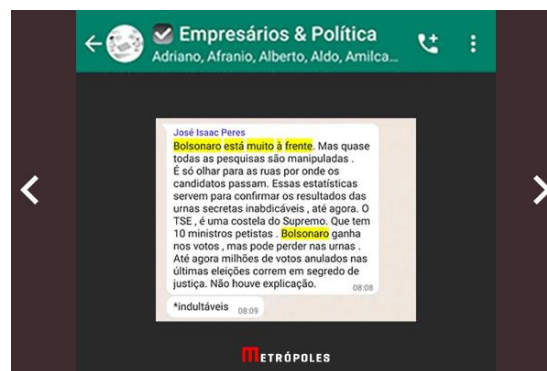 Empresários & Política
Adriano, Afranio, Alberto, Aldo, Amilca...
José Isaac Peres
Bolsonaro está muito à frente. Mas quase
todas as pesquisas são manipuladas .
É só olhar para as ruas por onde os
candidatos passam. Essas estatísticas
servem para confirmar os resultados das
urnas secretas inabdicáveis , até agora. O
TSE , é uma costela do Supremo. Que tem
10 ministros petistas . Bolsonaro ganha
nos votos , mas pode perder nas urnas .
Até agora milhões de votos anulados nas
últimas eleições correm em segredo de
justiça. Não houve explicação. 08:08
*indultáveis 08:09
METRÓPOLES